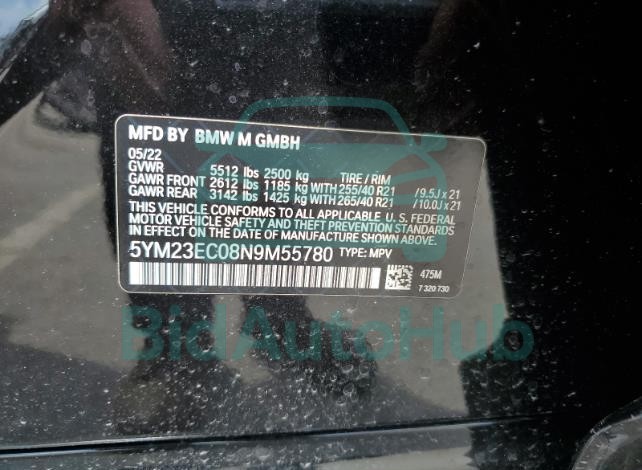 MFD BY BMW M GMBH
05/22
GVWR 5512 lbs 2500 kg TIRE / RIM
GAWR FRONT 2612 lbs 1185 kg WITH 255/40 R21 / 9.5J x 21
GAWR REAR 3142 lbs 1425 kg WITH 265/40 R21 / 10.0J x 21
THIS VEHICLE CONFORMS TO ALL APPLICABLE U. S. FEDERAL
MOTOR VEHICLE SAFETY AND THEFT PREVENTION STANDARDS
IN EFFECT ON THE DATE OF MANUFACTURE SHOWN ABOVE.
5YM23EC08N9M55780 TYPE: MPV
475M
7 320 730
BidAutoHub